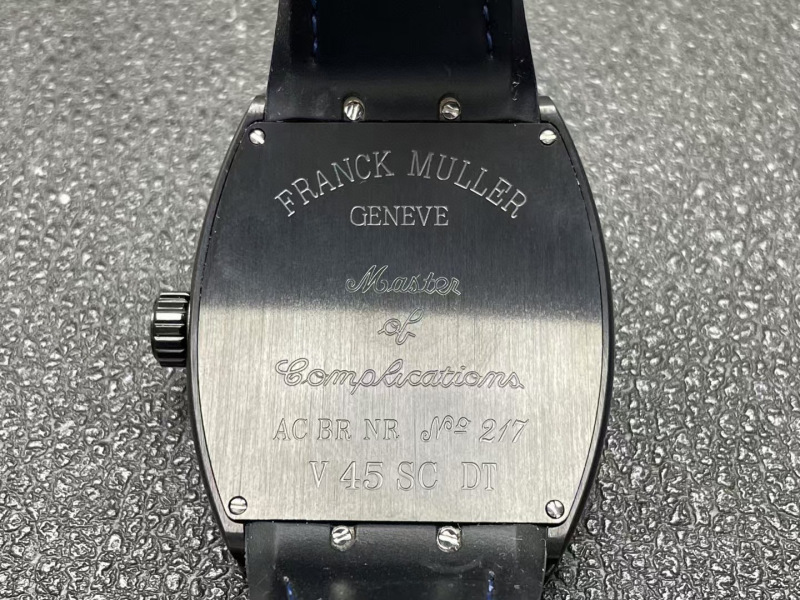 FRANCK MULLER
GENEVE
Master
of
Complications
AC BR NR Nº 217
V 45 SC DT